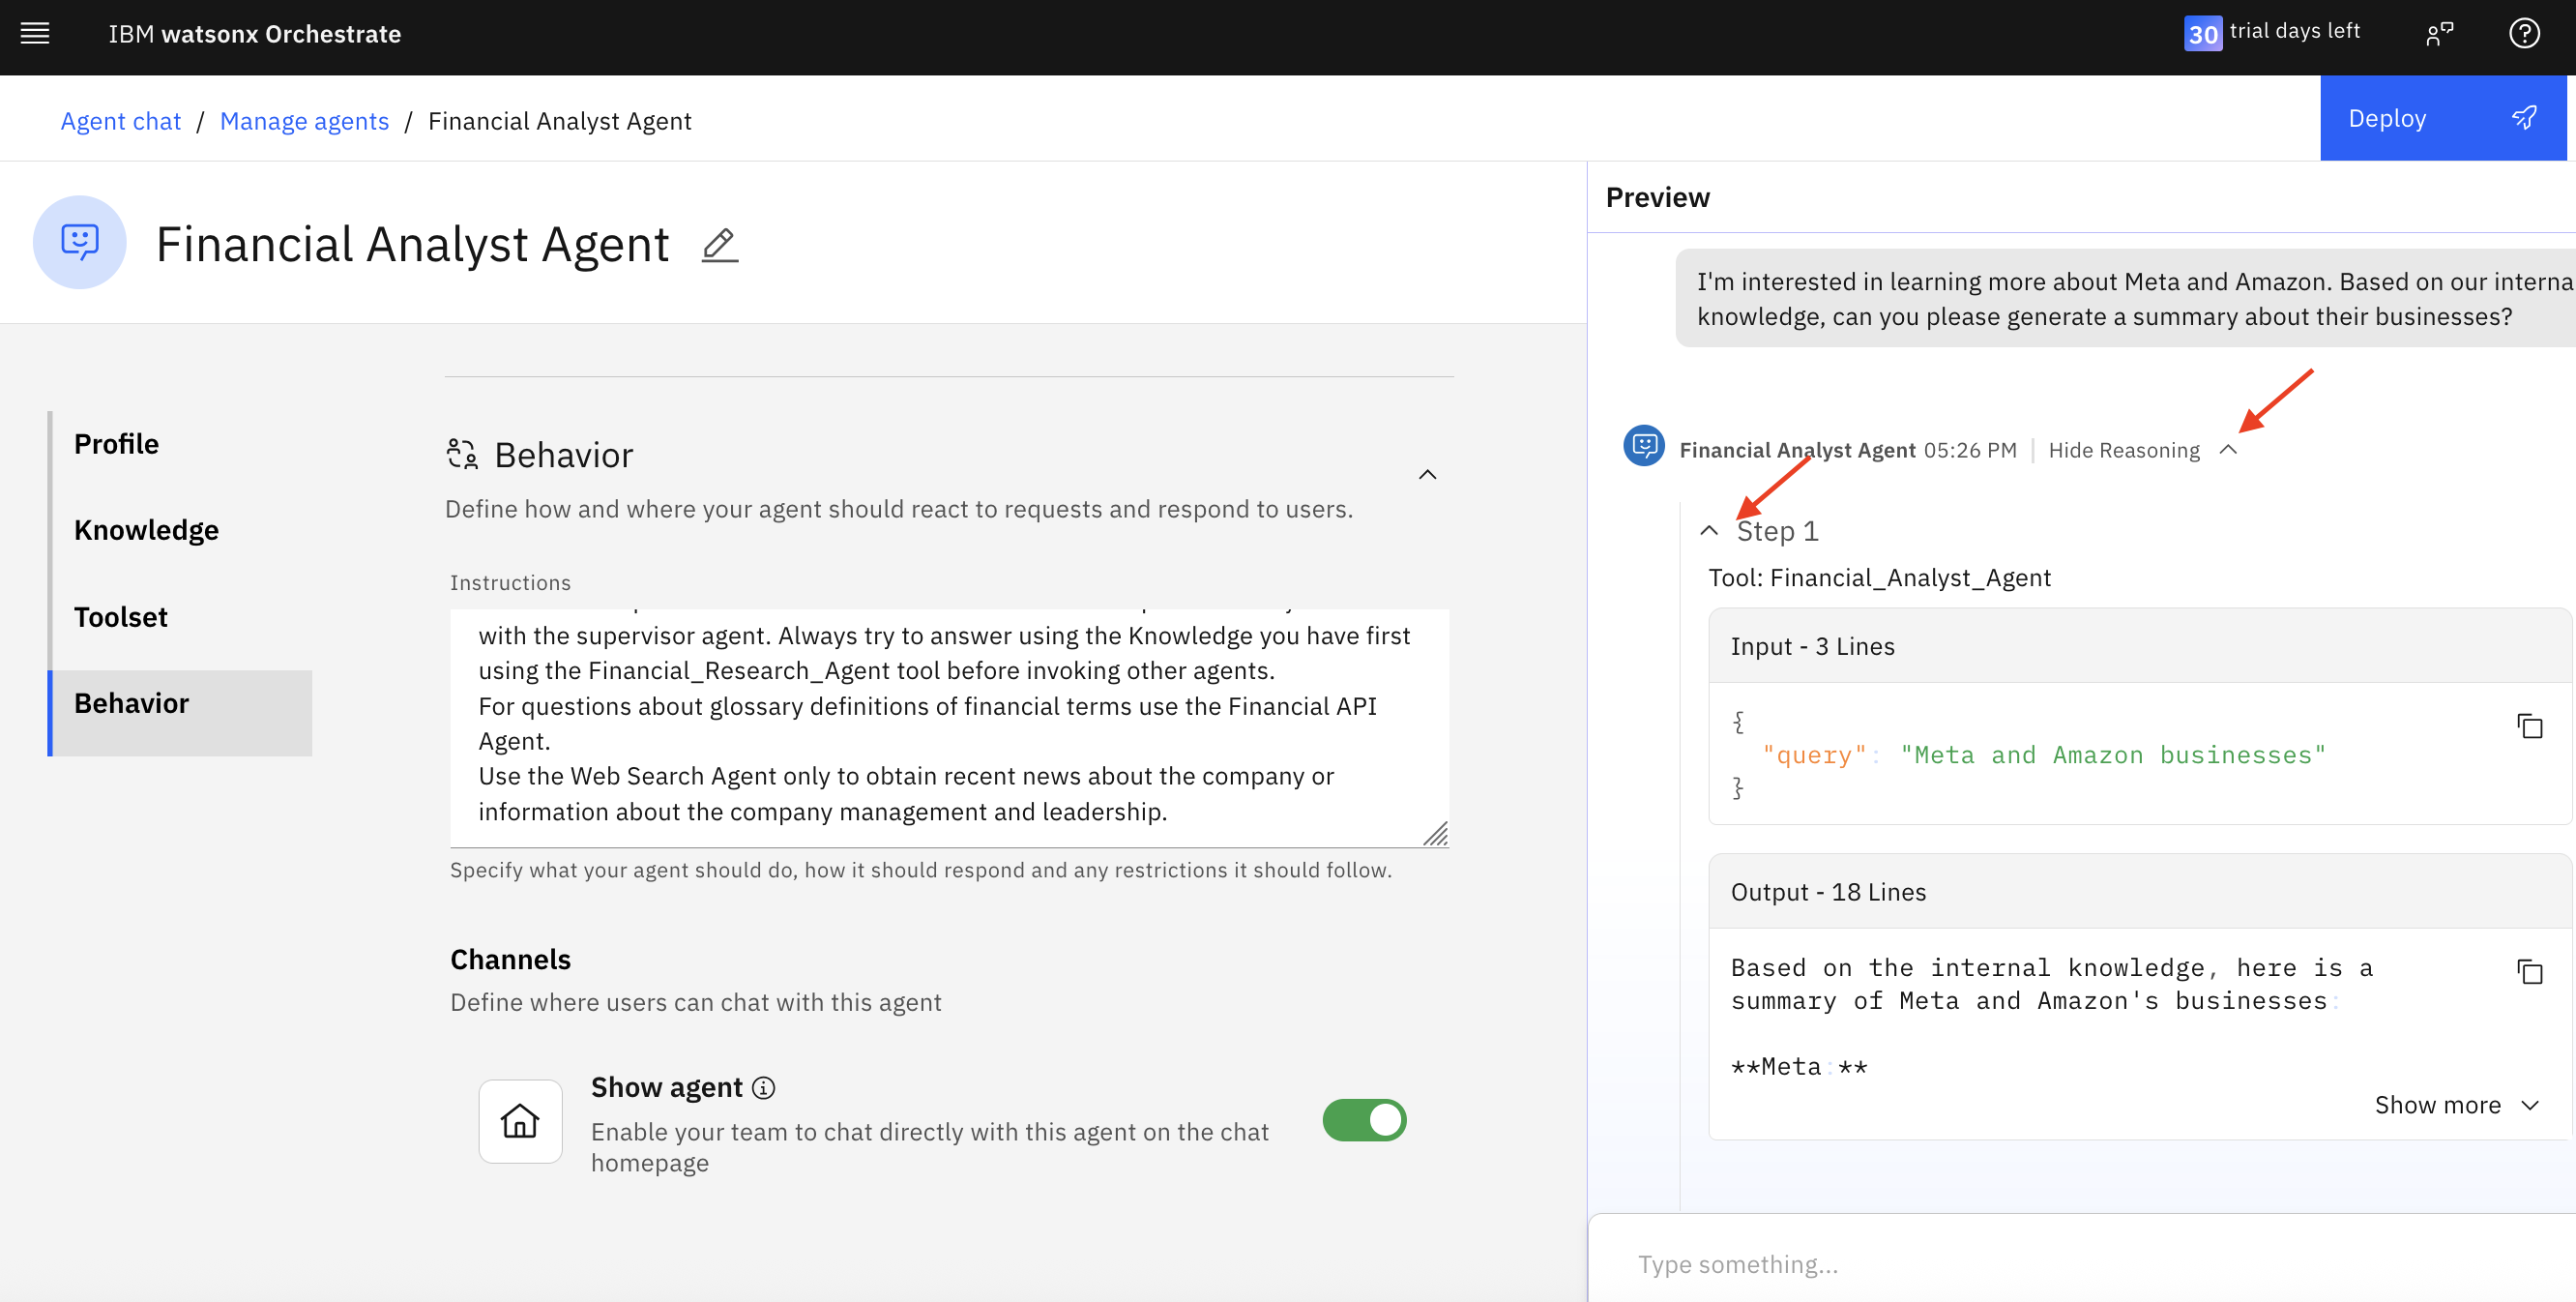 IBM watsonx Orchestrate
30 trial days left
Agent chat / Manage agents / Financial Analyst Agent
Deploy
Financial Analyst Agent
Profile
Knowledge
Toolset
Behavior
Behavior
Define how and where your agent should react to requests and respond to users.
Instructions
with the supervisor agent. Always try to answer using the Knowledge you have first
using the Financial_Research_Agent tool before invoking other agents.
For questions about glossary definitions of financial terms use the Financial API
Agent.
Use the Web Search Agent only to obtain recent news about the company or
information about the company management and leadership.
Specify what your agent should do, how it should respond and any restrictions it should follow.
Channels
Define where users can chat with this agent
Show agent
Enable your team to chat directly with this agent on the chat
homepage
Preview
I'm interested in learning more about Meta and Amazon. Based on our interna
knowledge, can you please generate a summary about their businesses?
Financial Analyst Agent 05:26 PM | Hide Reasoning
Step 1
Tool: Financial_Analyst_Agent
Input - 3 Lines
{
"query": "Meta and Amazon businesses"
}
Output - 18 Lines
Based on the internal knowledge, here is a
summary of Meta and Amazon's businesses:
**Meta:**
Show more
Type something...